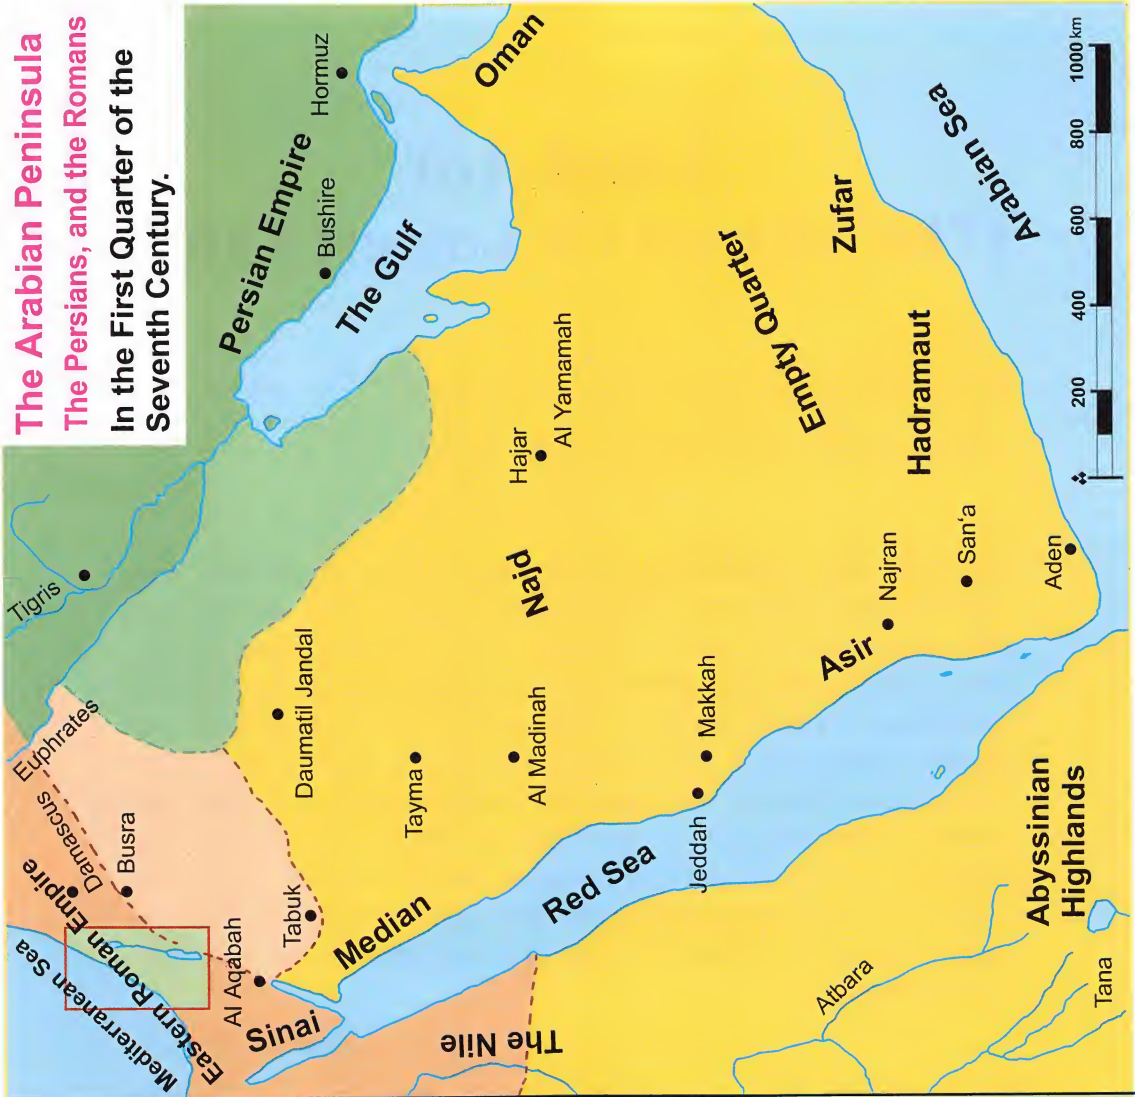 The Arabian Peninsula
The Persians, and the Romans
In the First Quarter of the
Seventh Century.
Mediterranean Sea
Eastern Roman Empire
Damascus
Busra
Euphrates
Tigris
Persian Empire
Bushire
Hormuz
The Gulf
Oman
Al Aqabah
Tabuk
Sinai
Median
Daumatil Jandal
Tayma
Al Madinah
Najd
Hajar
Al Yamamah
The Nile
Red Sea
Jeddah
Makkah
Empty Quarter
Zufar
Asir
Najran
Hadramaut
San‘a
Aden
Arabian Sea
Atbara
Tana
Abyssinian
Highlands
200
400
600
800
1000 km